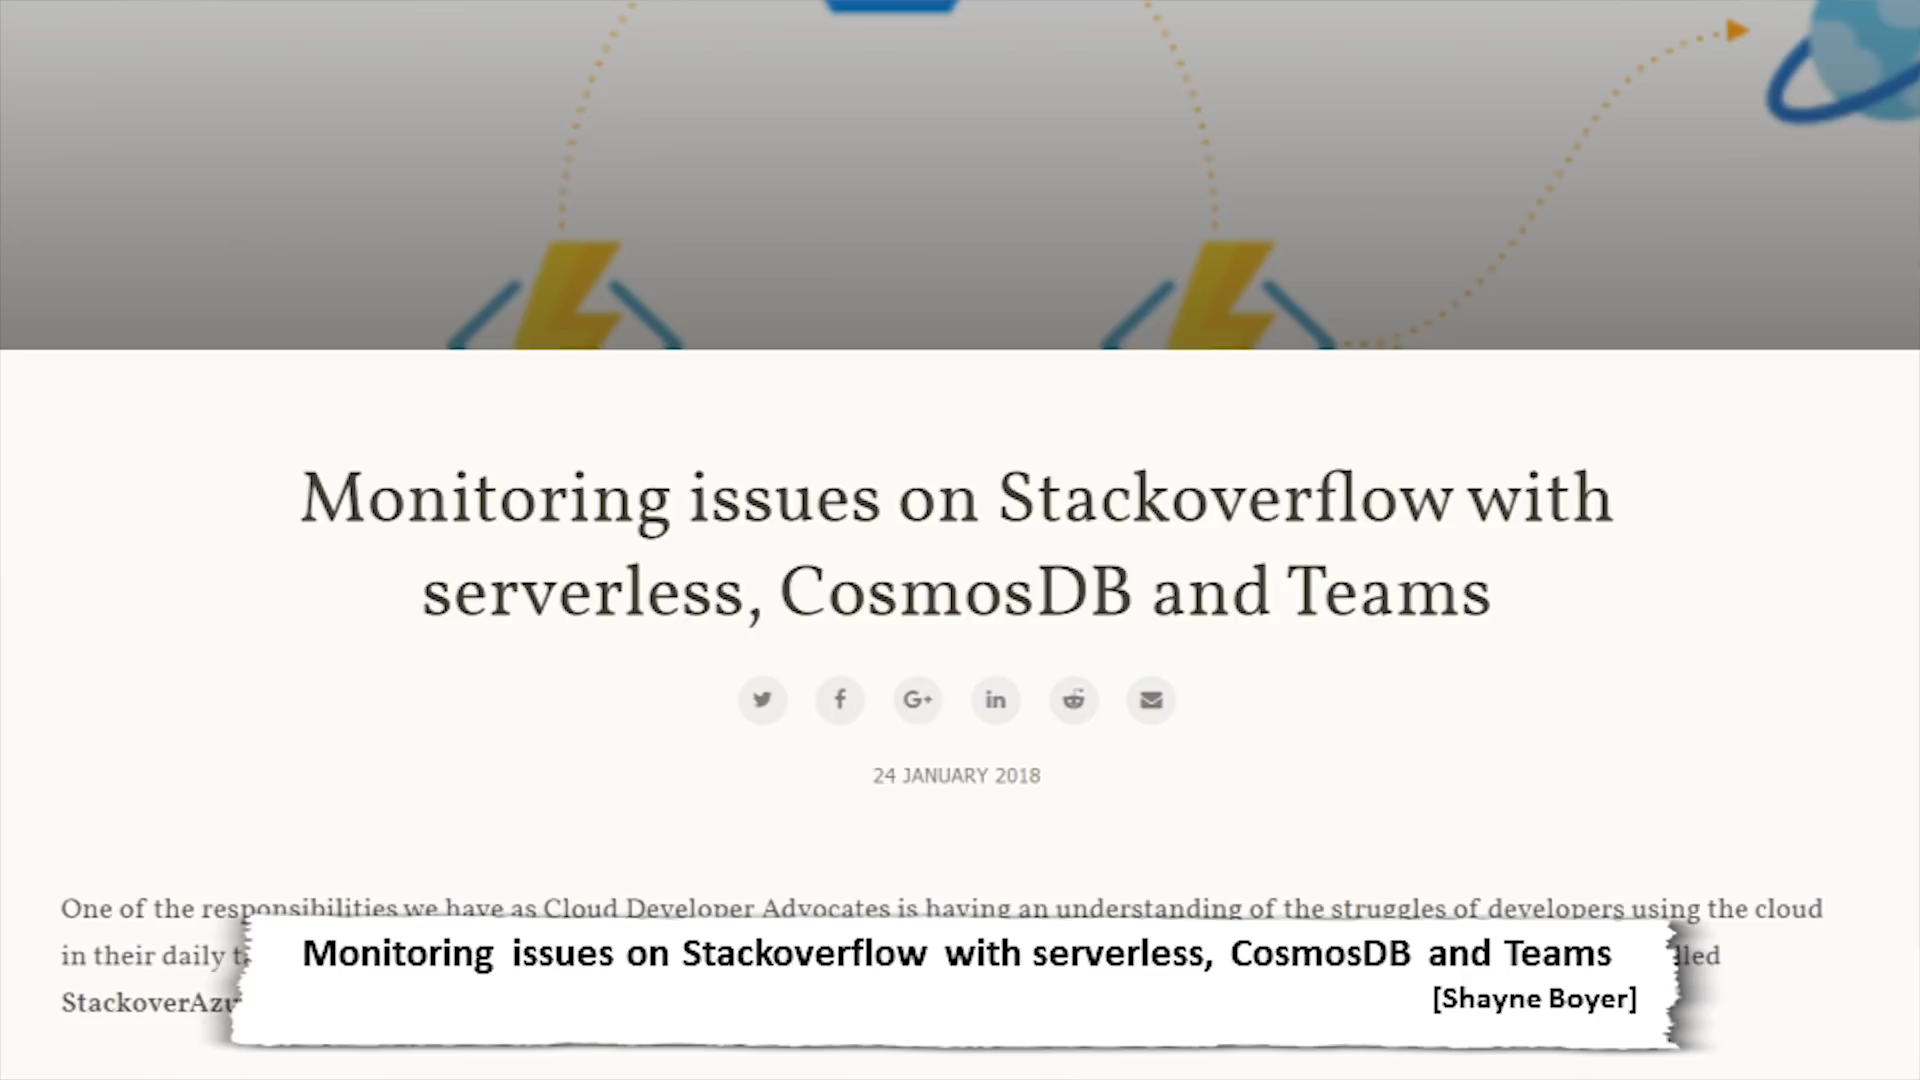 Monitoring issues on Stackoverflow with
serverless, CosmosDB and Teams
24 JANUARY 2018
One of the responsibilities we have as Cloud Developer Advocates is having an understanding of the struggles of developers using the cloud
in their daily
StackoverAzu
Monitoring issues on Stackoverflow with serverless, CosmosDB and Teams
[Shayne Boyer]